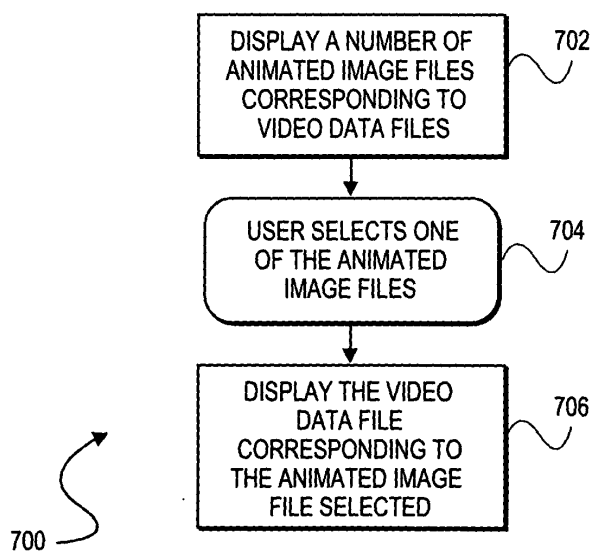 DISPLAY A NUMBER OF
ANIMATED IMAGE FILES
CORRESPONDING TO
VIDEO DATA FILES
702
USER SELECTS ONE
OF THE ANIMATED
IMAGE FILES
704
DISPLAY THE VIDEO
DATA FILE
CORRESPONDING TO
THE ANIMATED IMAGE
FILE SELECTED
706
700